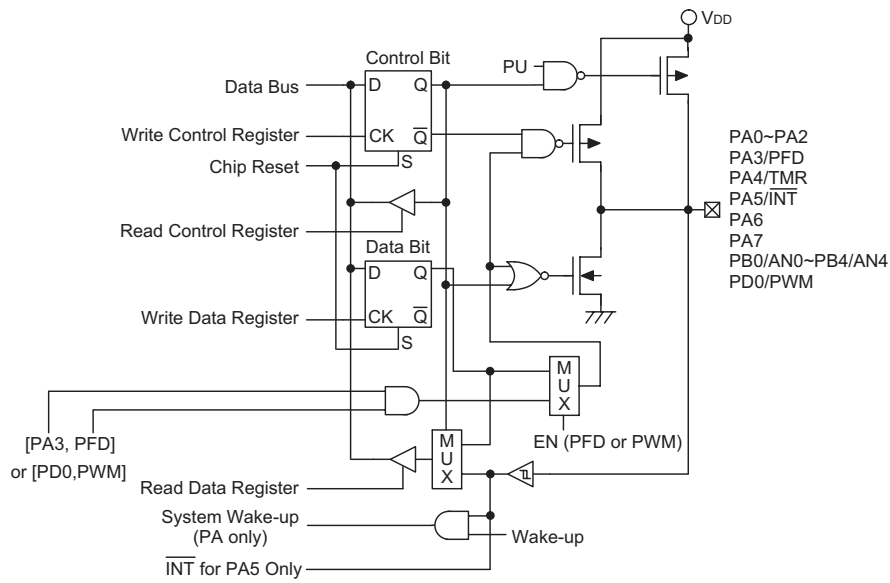 VDD
Control Bit
PU
Data Bus
D
Q
Write Control Register
CK
Q̅
Chip Reset
S
Read Control Register
Data Bit
D
Q
Write Data Register
CK
Q̅
S
PA0~PA2
PA3/PFD
PA4/TMR
PA5/I̅N̅T̅
PA6
PA7
PB0/AN0~PB4/AN4
PD0/PWM
M
U
X
EN (PFD or PWM)
[PA3, PFD]
or [PD0,PWM]
M
U
X
Read Data Register
System Wake-up
(PA only)
Wake-up
I̅N̅T̅ for PA5 Only